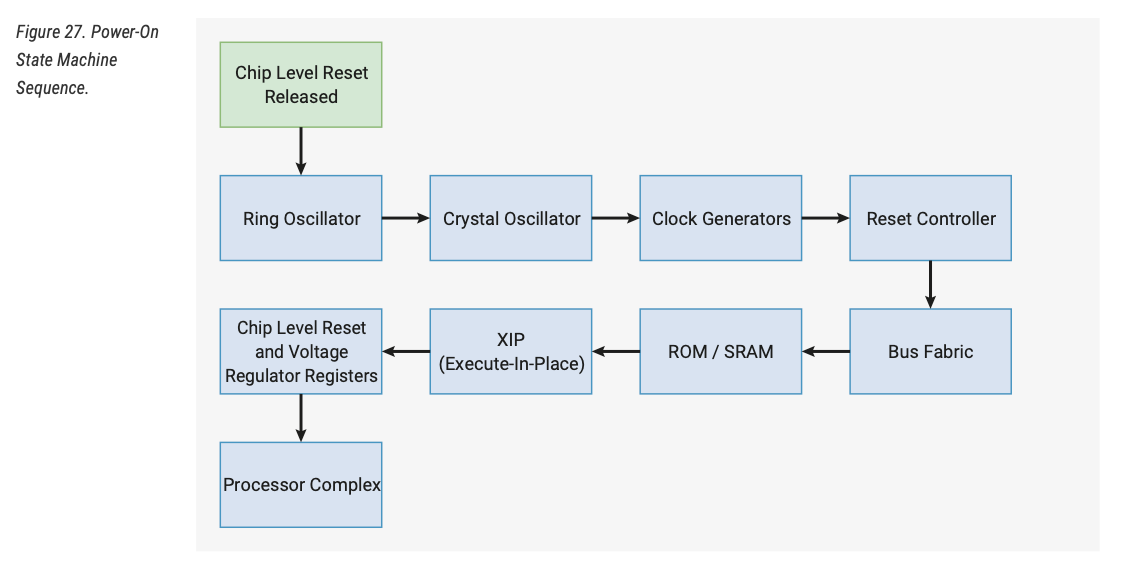 Figure 27. Power-On
State Machine
Sequence.
Chip Level Reset
Released
Ring Oscillator
Crystal Oscillator
Clock Generators
Reset Controller
Chip Level Reset
and Voltage
Regulator Registers
XIP
(Execute-In-Place)
ROM / SRAM
Bus Fabric
Processor Complex